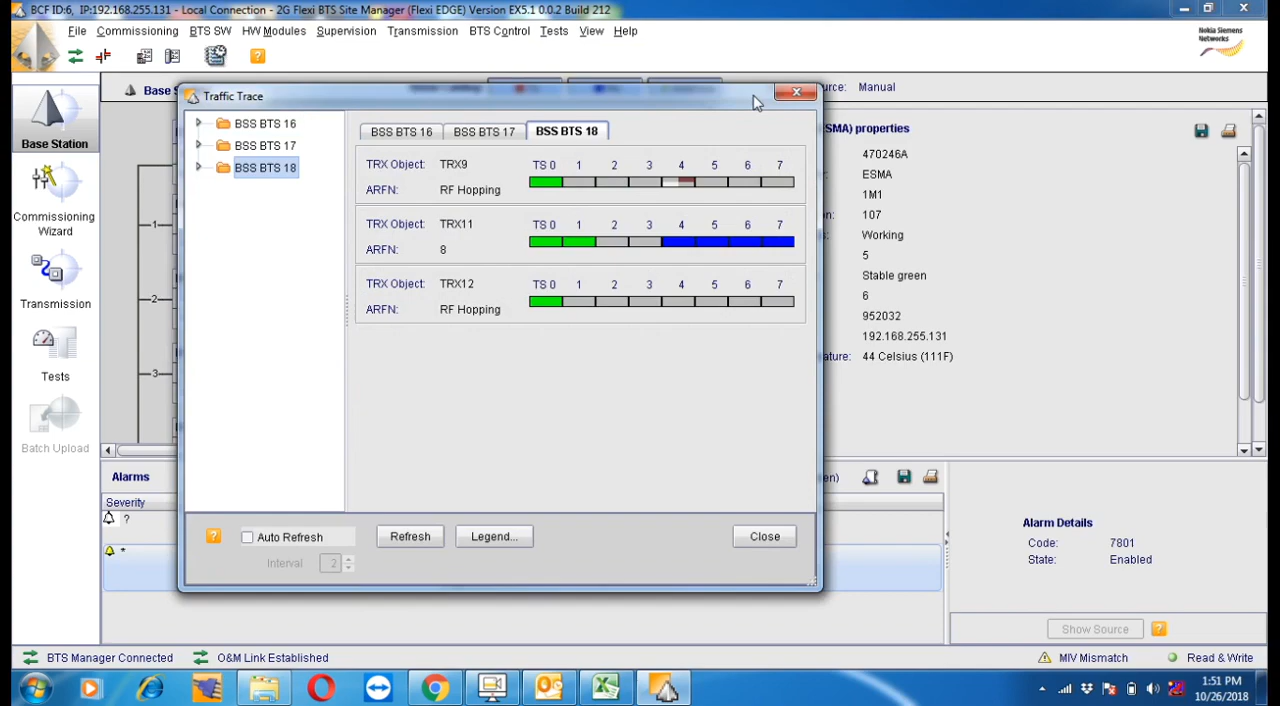 BCF ID:6, IP:192.168.255.131 - Local Connection - 2G Flexi BTS Site Manager (Flexi EDGE) Version EX5.1 0.0.2 Build 212
File Commissioning BTS SW HW Modules Supervision Transmission BTS Control Tests View Help
Nokia Siemens
Networks
Base Station
Commissioning
Wizard
Transmission
Tests
Batch Upload
Base S
urce: Manual
SMA) properties
470246A
ESMA
1M1
on: 107
s: Working
5
Stable green
6
952032
192.168.255.131
ature: 44 Celsius (111F)
1
2
3
Traffic Trace
BSS BTS 16
BSS BTS 17
BSS BTS 18
BSS BTS 16 BSS BTS 17 BSS BTS 18
TRX Object: TRX9 TS 0 1 2 3 4 5 6 7
ARFN: RF Hopping
TRX Object: TRX11 TS 0 1 2 3 4 5 6 7
ARFN: 8
TRX Object: TRX12 TS 0 1 2 3 4 5 6 7
ARFN: RF Hopping
? Auto Refresh Refresh Legend... Close
Interval 2
Alarms
en)
Severity
?
*
Alarm Details
Code: 7801
State: Enabled
Show Source ?
BTS Manager Connected O&M Link Established MIV Mismatch Read & Write
1:51 PM
10/26/2018